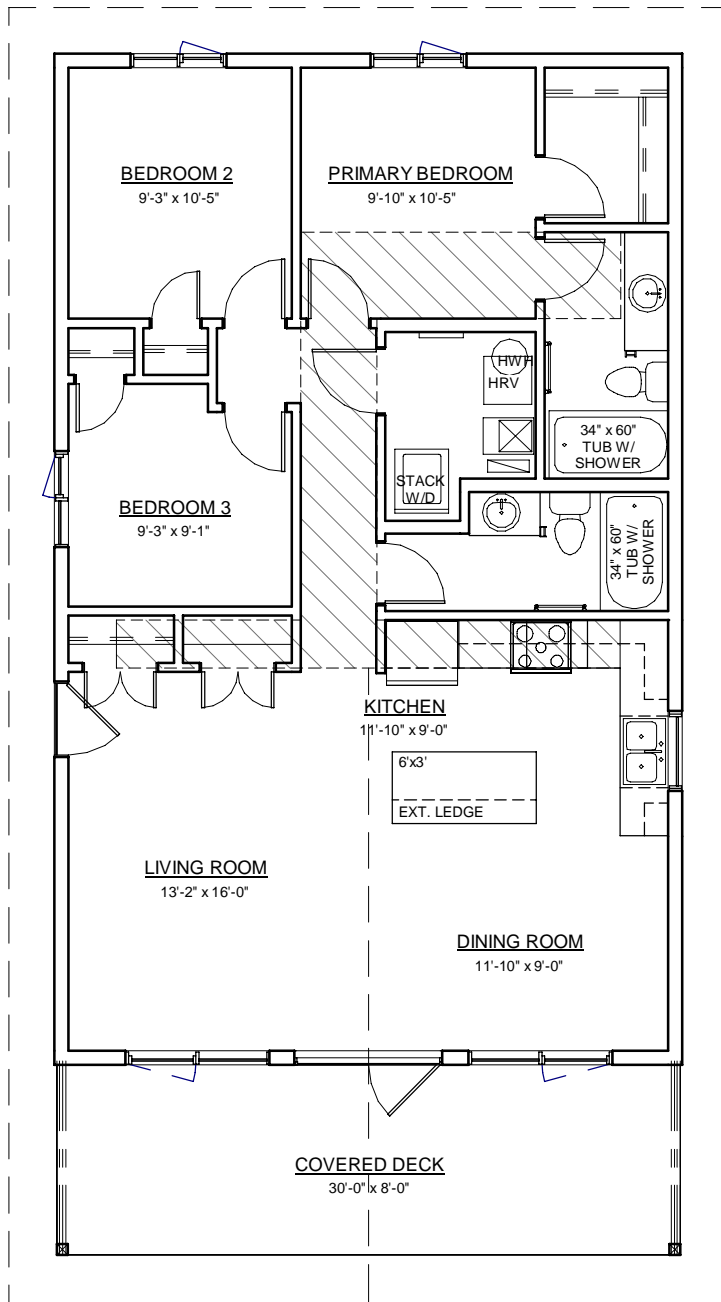 BEDROOM 2
9'-3" x 10'-5"
PRIMARY BEDROOM
9'-10" x 10'-5"
HWH
HRV
34" x 60"
TUB W/
SHOWER
STACK
W/D
BEDROOM 3
9'-3" x 9'-1"
34" x 60"
TUB W/
SHOWER
KITCHEN
11'-10" x 9'-0"
6'x3'
EXT. LEDGE
LIVING ROOM
13'-2" x 16'-0"
DINING ROOM
11'-10" x 9'-0"
COVERED DECK
30'-0" x 8'-0"